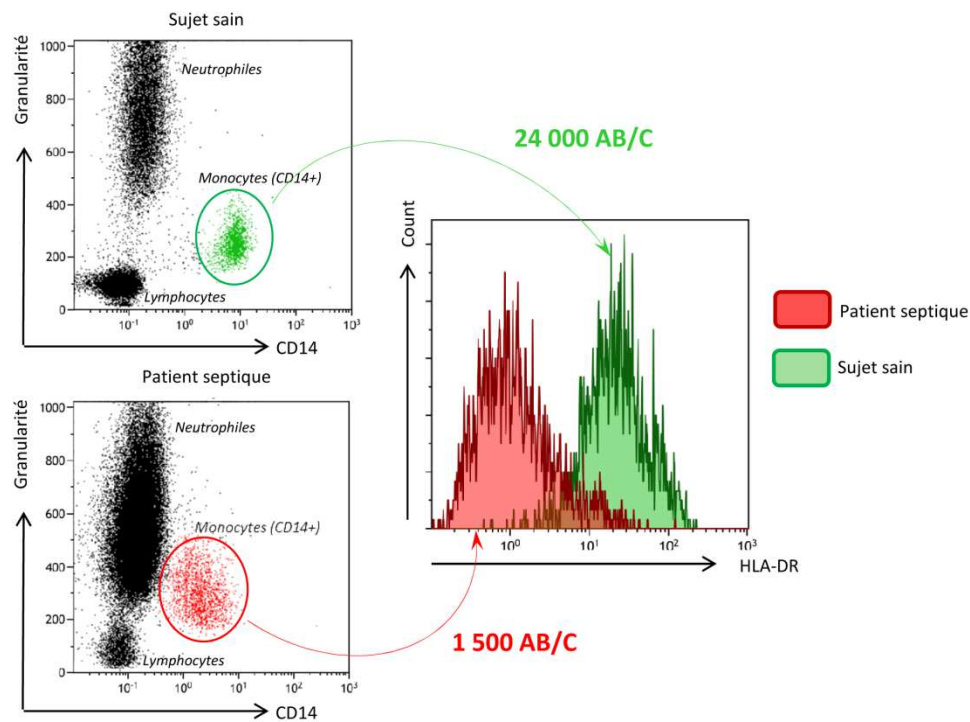 Sujet sain
Granularité
1000
800
600
400
200
0
Neutrophiles
Monocytes (CD14+)
Lymphocytes
10⁻¹ 10⁰ 10¹ 10² 10³
CD14
24 000 AB/C
Count
10⁰ 10¹ 10² 10³
HLA-DR
Patient septique
Sujet sain
Patient septique
Granularité
1000
800
600
400
200
0
Neutrophiles
Monocytes (CD14+)
Lymphocytes
10⁻¹ 10⁰ 10¹ 10² 10³
CD14
1 500 AB/C